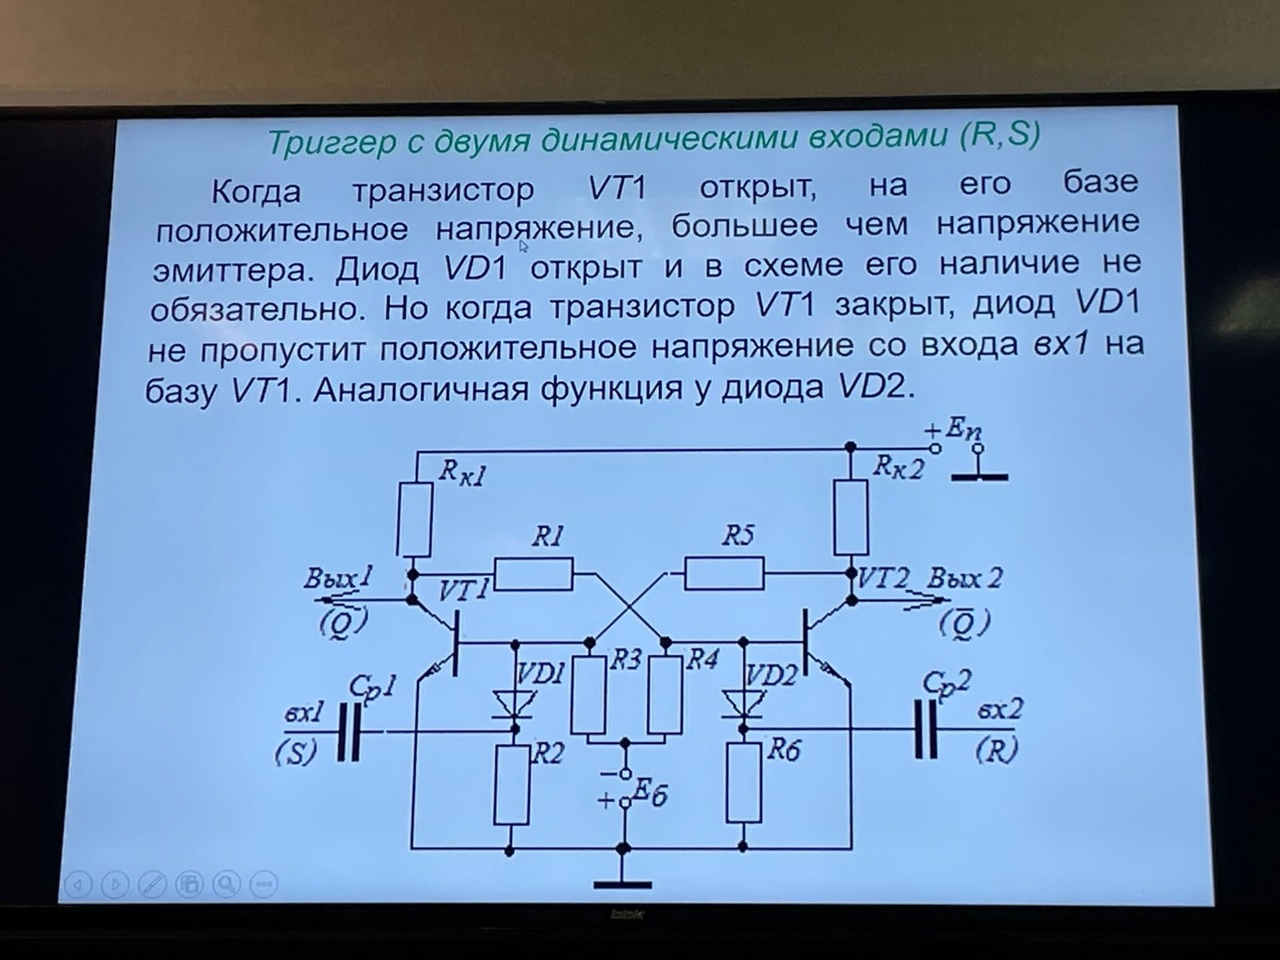 Триггер с двумя динамическими входами (R,S)
Когда транзистор VT1 открыт, на его базе
положительное напряжение, большее чем напряжение
эмиттера. Диод VD1 открыт и в схеме его наличие не
обязательно. Но когда транзистор VT1 закрыт, диод VD1
не пропустит положительное напряжение со входа вх1 на
базу VT1. Аналогичная функция у диода VD2.
+Eп
Rк1
Rк2
R1
R5
Вых1
VT1
VT2
Вых 2
(Q)
(Q̄)
R3
R4
VD1
VD2
Cр1
Cр2
вх1
вх2
(S)
(R)
R2
R6
−
+
Eб
bbk